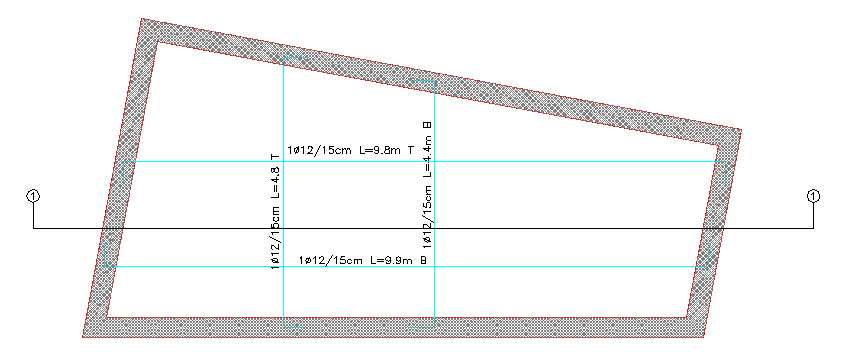 1ø12/15cm L=4.4m B
1ø12/15cm L=9.8m T
1ø12/15cm L=4.8 T
1
1
1ø12/15cm L=9.9m B